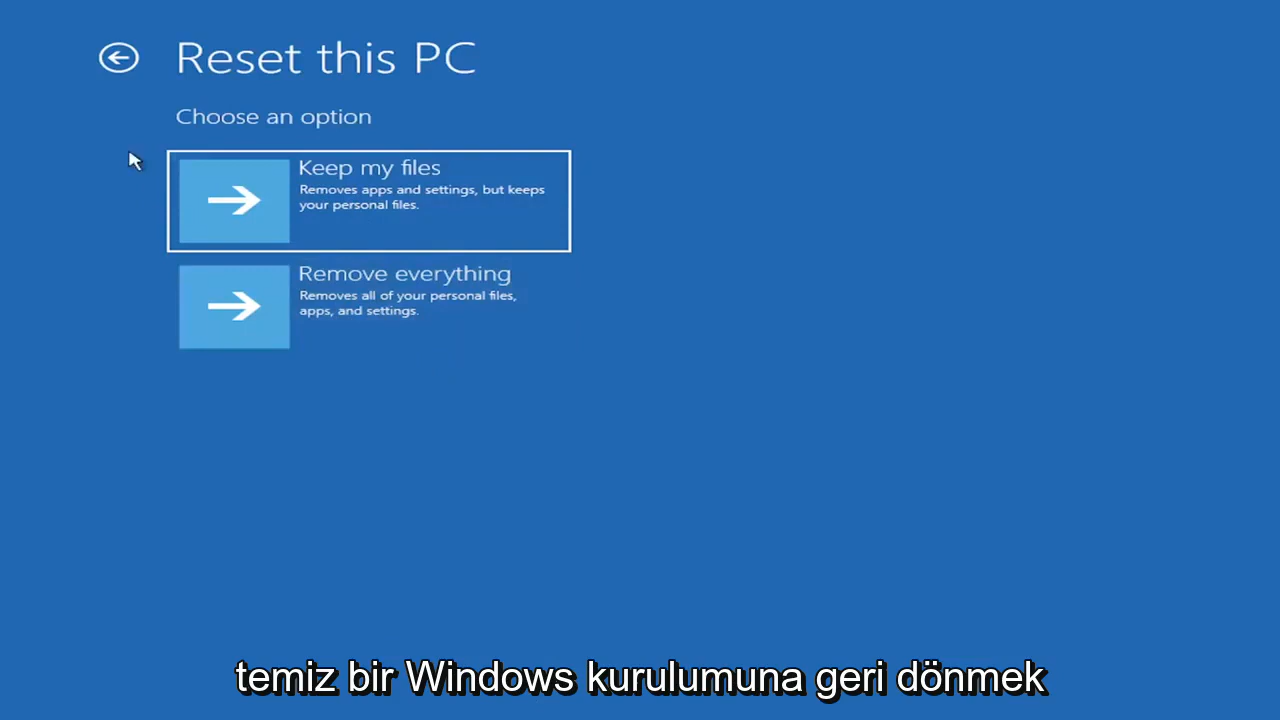 Reset this PC
Choose an option
Keep my files
Removes apps and settings, but keeps
your personal files.
Remove everything
Removes all of your personal files,
apps, and settings.
temiz bir Windows kurulumuna geri dönmek